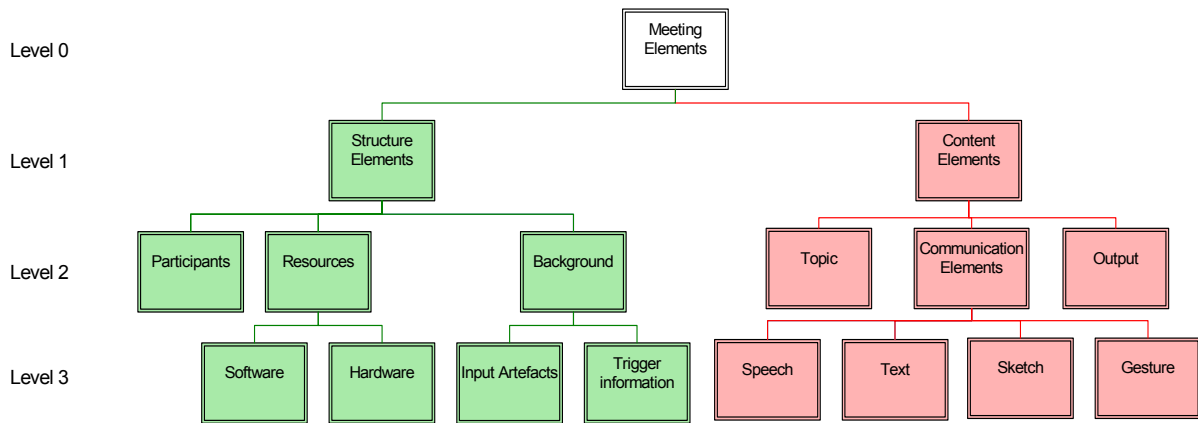 Level 0
Meeting
Elements
Level 1
Structure
Elements
Content
Elements
Level 2
Participants
Resources
Background
Topic
Communication
Elements
Output
Level 3
Software
Hardware
Input Artefacts
Trigger
information
Speech
Text
Sketch
Gesture